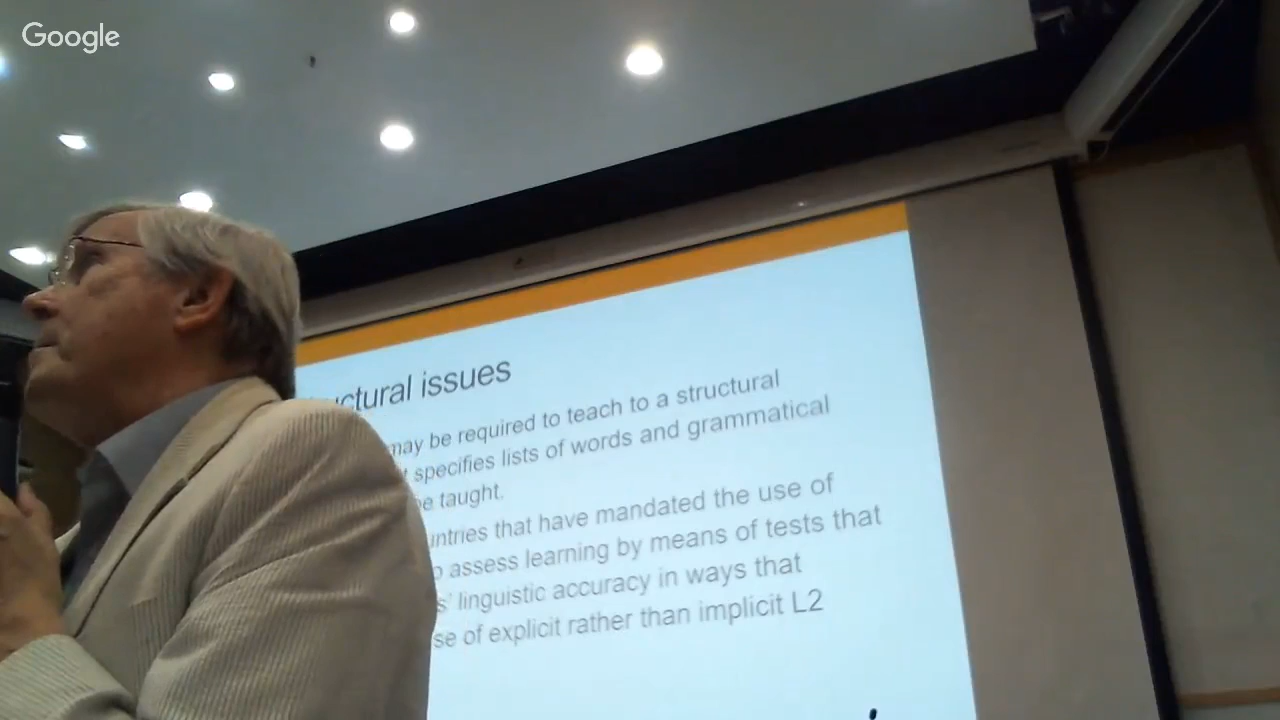 Google
uctural issues
may be required to teach to a structural
t specifies lists of words and grammatical
be taught.
untries that have mandated the use of
o assess learning by means of tests that
s' linguistic accuracy in ways that
se of explicit rather than implicit L2